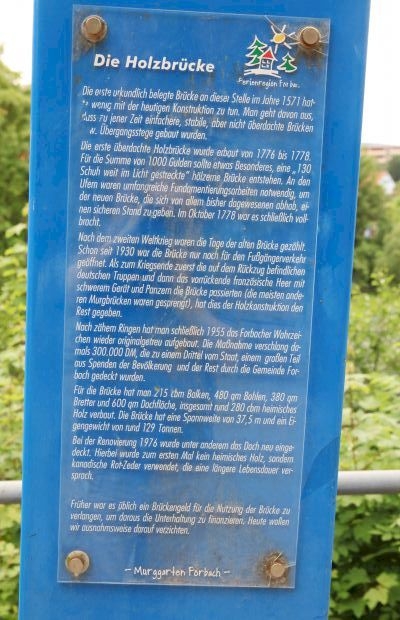 Ferienregion Forbach
Die Holzbrücke
Die erste urkundlich belegte Brücke an dieser Stelle im Jahre 1571 hat-
te wenig mit der heutigen Konstruktion zu tun. Man geht davon aus,
dass zu jener Zeit einfachere, stabile, aber nicht überdachte Brücken
Übergangsstege gebaut wurden.
Die erste überdachte Holzbrücke wurde erbaut von 1776 bis 1778.
Für die Summe von 1000 Gulden sollte etwas Besonderes, eine „130
Schuh weit im Licht gestreckte" hölzerne Brücke entstehen. An den
Ufern waren umfangreiche Fundamentierungsarbeiten notwendig, um
der neuen Brücke, die sich von allem bisher dagewesenen abhob, ei-
nen sicheren Stand zu geben. Im Oktober 1778 war es schließlich voll-
bracht.
Nach dem zweiten Weltkrieg waren die Tage der alten Brücke gezählt.
Schon seit 1930 war die Brücke nur noch für den Fußgängerverkehr
geöffnet. Als zum Kriegsende zuerst die auf dem Rückzug befindlichen
deutschen Truppen und dann das vorrückende französische Heer mit
schwerem Gerät und Panzern die Brücke passierten (die meisten ande-
ren Murgbrücken waren gesprengt), hat dies der Holzkonstruktion den
Rest gegeben.
Nach zähem Ringen hat man schließlich 1955 das Forbacher Wahrzei-
chen wieder originalgetreu aufgebaut. Die Maßnahme verschlang da-
mals 300.000 DM, die zu einem Drittel vom Staat, einem großen Teil
aus Spenden der Bevölkerung und der Rest durch die Gemeinde For-
bach gedeckt wurden.
Für die Brücke hat man 215 cbm Balken, 480 qm Bohlen, 380 qm
Bretter und 600 qm Dachfläche, insgesamt rund 280 cbm heimisches
Holz verbaut. Die Brücke hat eine Spannweite von 37,5 m und ein Ei-
gengewicht von rund 129 Tonnen.
Bei der Renovierung 1976 wurde unter anderem das Dach neu einge-
deckt. Hierbei wurde zum ersten Mal kein heimisches Holz, sondern
kanadische Rot-Zeder verwendet, die eine längere Lebensdauer ver-
sprach.
Früher war es üblich ein Brückengeld für die Nutzung der Brücke zu
verlangen, um daraus die Unterhaltung zu finanzieren. Heute wollen
wir ausnahmsweise darauf verzichten.
– Murggarten Forbach –